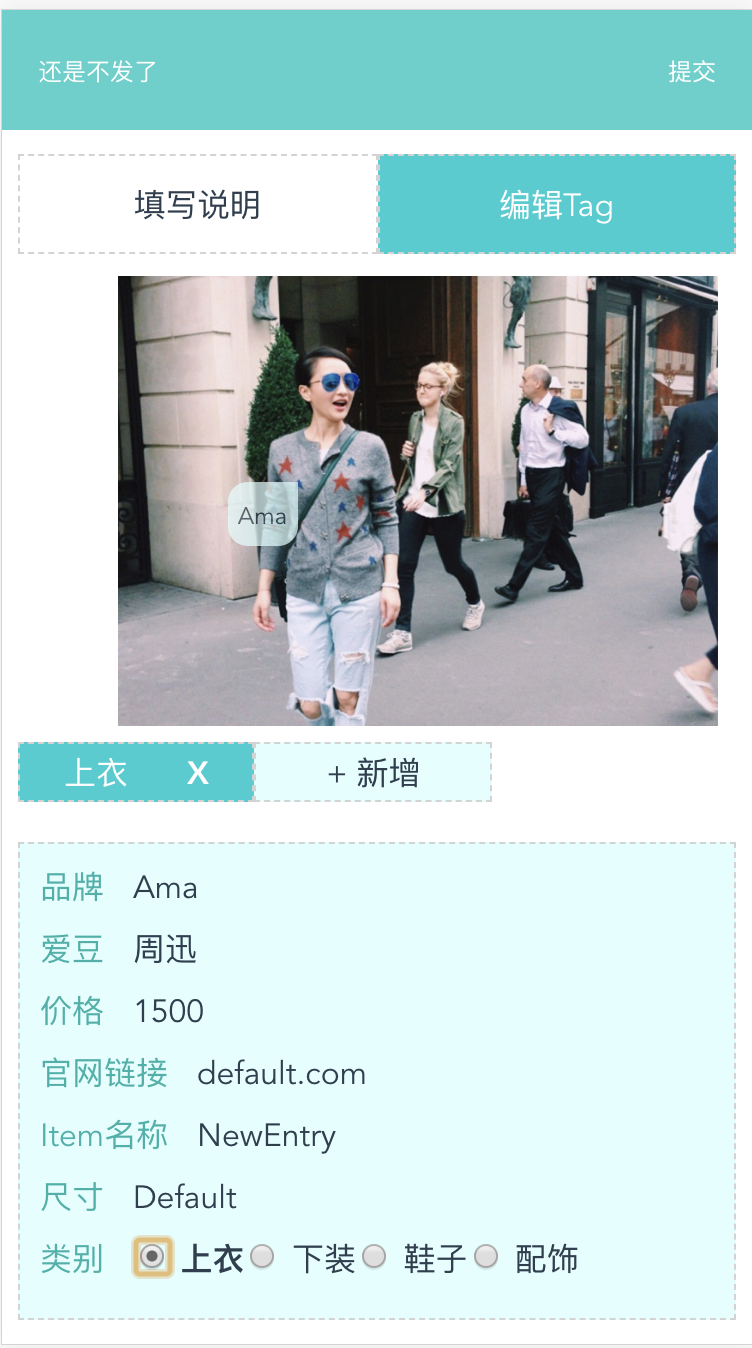 还是不发了 提交
填写说明 编辑Tag
Ama
上衣 X + 新增
品牌 Ama
爱豆 周迅
价格 1500
官网链接 default.com
Item名称 NewEntry
尺寸 Default
类别 上衣 下装 鞋子 配饰